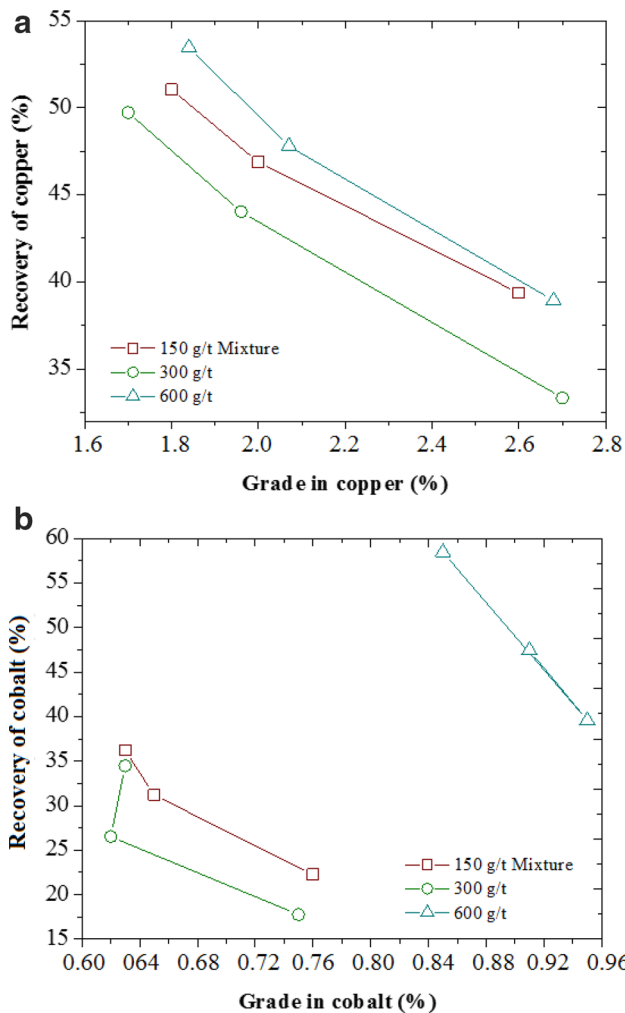 a
55
50
45
40
35
Recovery of copper (%)
150 g/t Mixture
300 g/t
600 g/t
1.6 1.8 2.0 2.2 2.4 2.6 2.8
Grade in copper (%)
b
60
55
50
45
40
35
30
25
20
15
Recovery of cobalt (%)
150 g/t Mixture
300 g/t
600 g/t
0.60 064 0.68 0.72 0.76 0.80 0.84 0.88 0.92 0.96
Grade in cobalt (%)